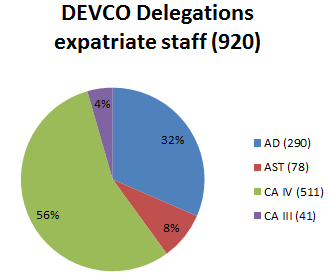 DEVCO Delegations
expatriate staff (920)
4%
32%
8%
56%
AD (290)
AST (78)
CA IV (511)
CA III (41)